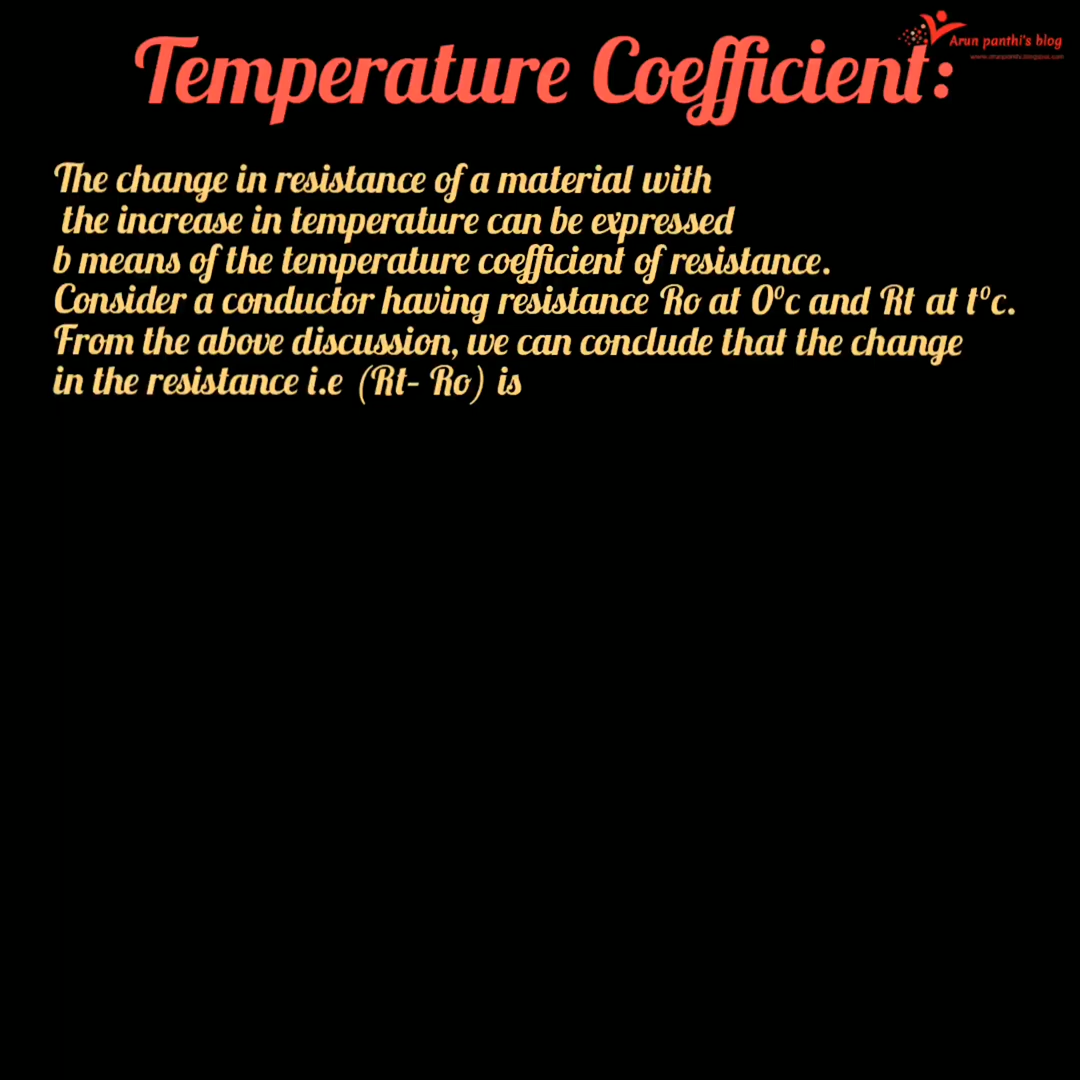 Arun panthi's blog
Temperature Coefficient:
The change in resistance of a material with
the increase in temperature can be expressed
b means of the temperature coefficient of resistance.
Consider a conductor having resistance Ro at 0⁰c and Rt at t⁰c.
From the above discussion, we can conclude that the change
in the resistance i.e (Rt- Ro) is